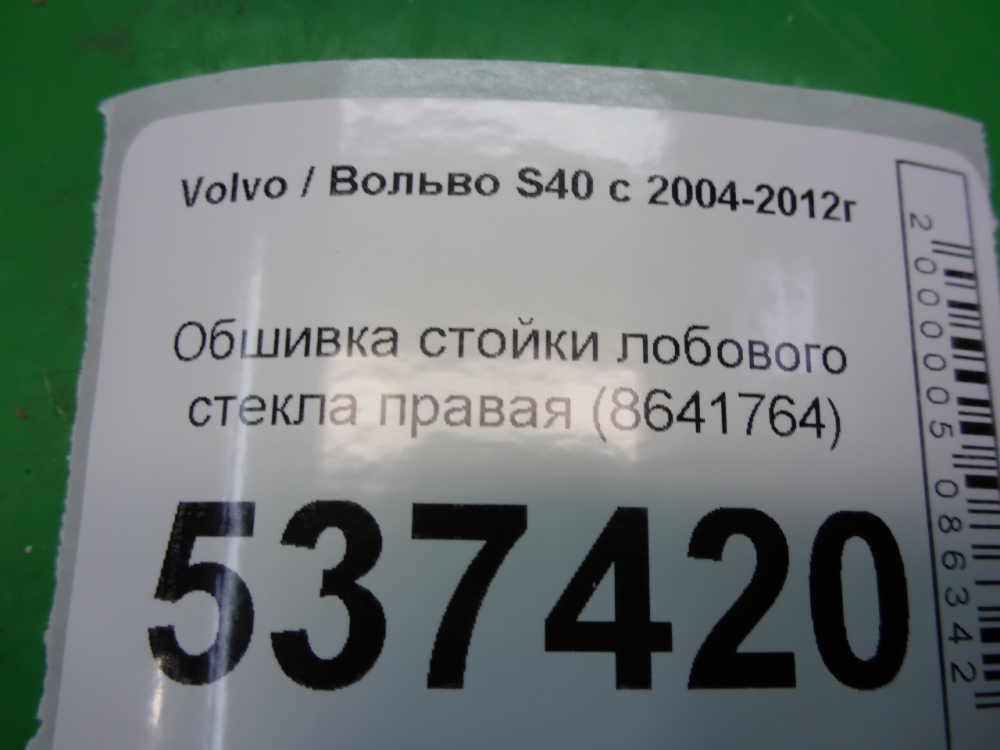 Volvo / Вольво S40 с 2004-2012г
Обшивка стойки лобового
стекла правая (8641764)
537420
2000005086342